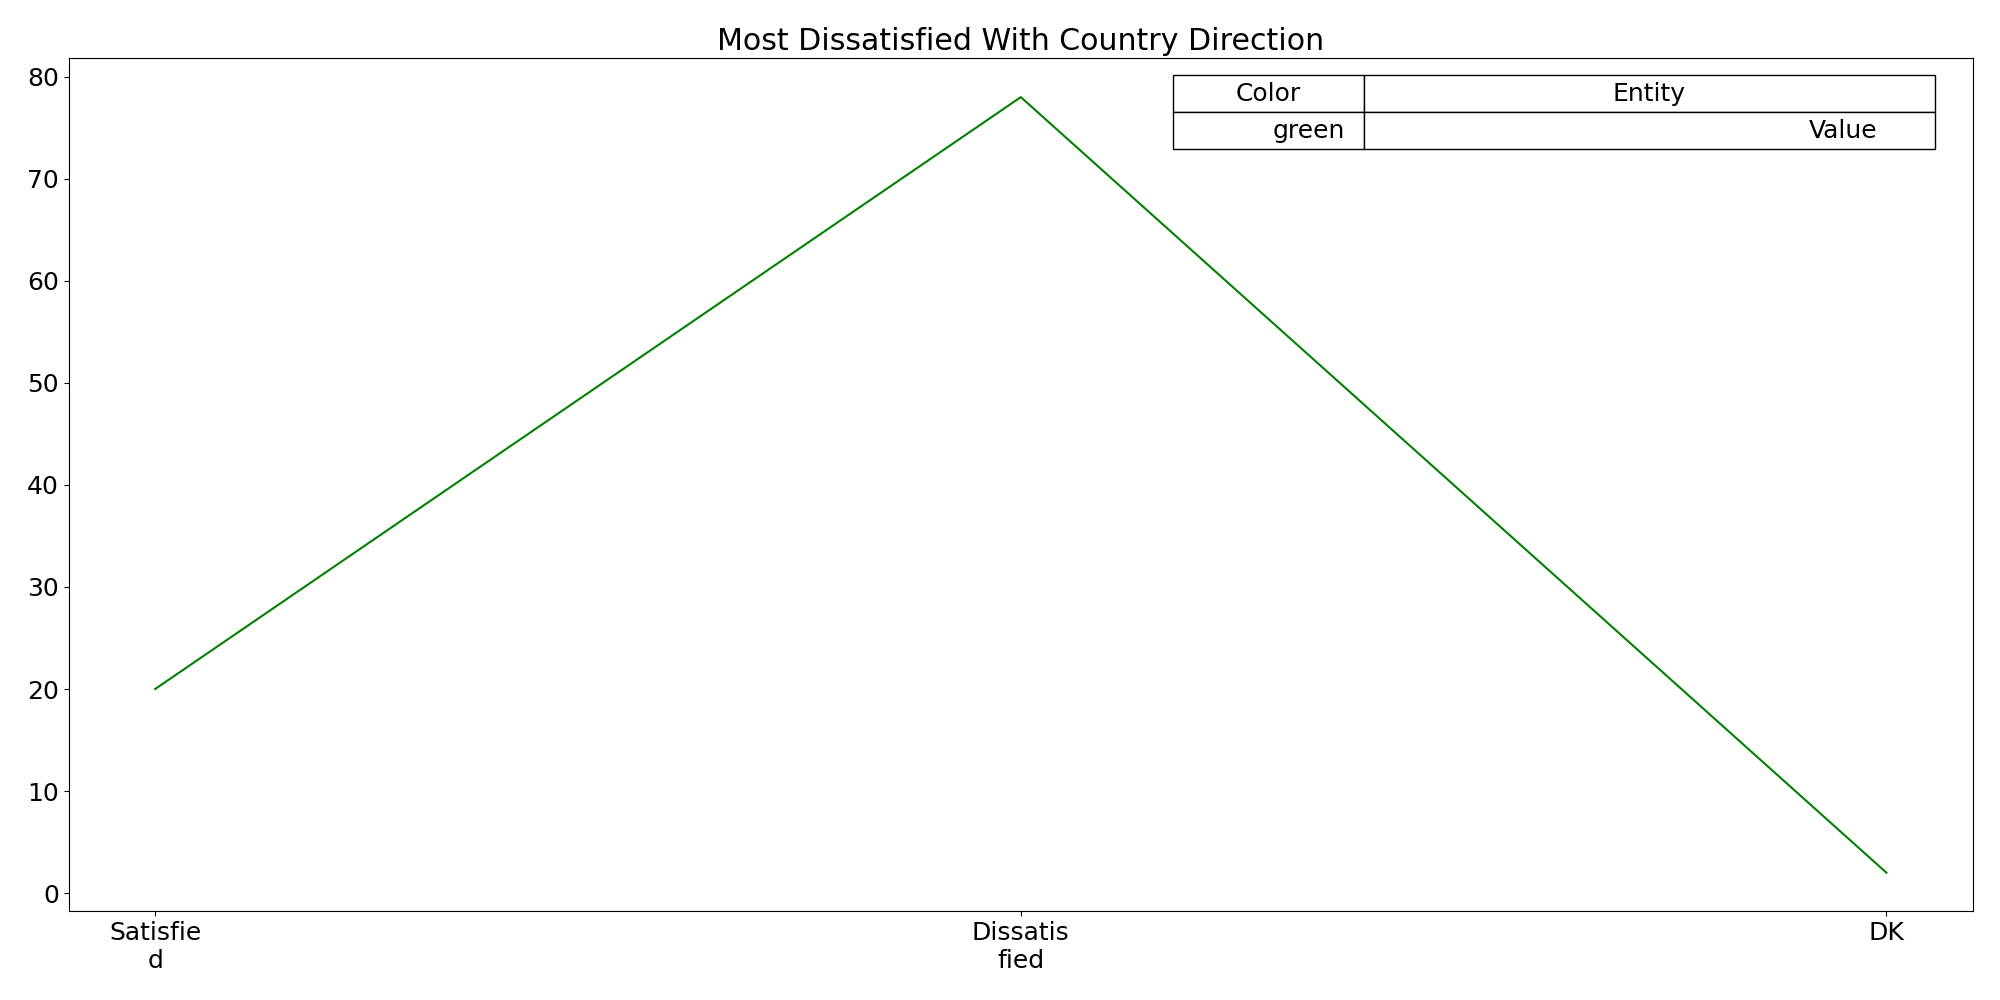 Most Dissatisfied With Country Direction
80
70
60
50
40
30
20
10
0
Color Entity
green Value
Satisfie
d
Dissatis
fied
DK